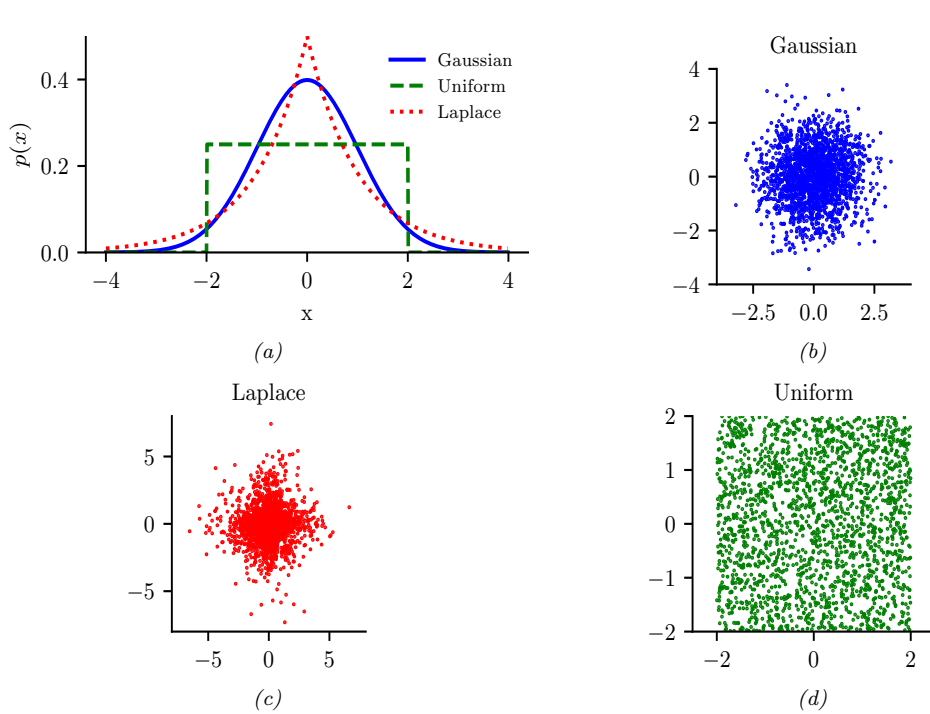 0.4
0.2
0.0
p(x)
−4 −2 0 2 4
x
Gaussian
Uniform
Laplace
(a)
Gaussian
4
2
0
−2
−4
−2.5 0.0 2.5
(b)
Laplace
5
0
−5
−5 0 5
(c)
Uniform
2
1
0
−1
−2
−2 0 2
(d)